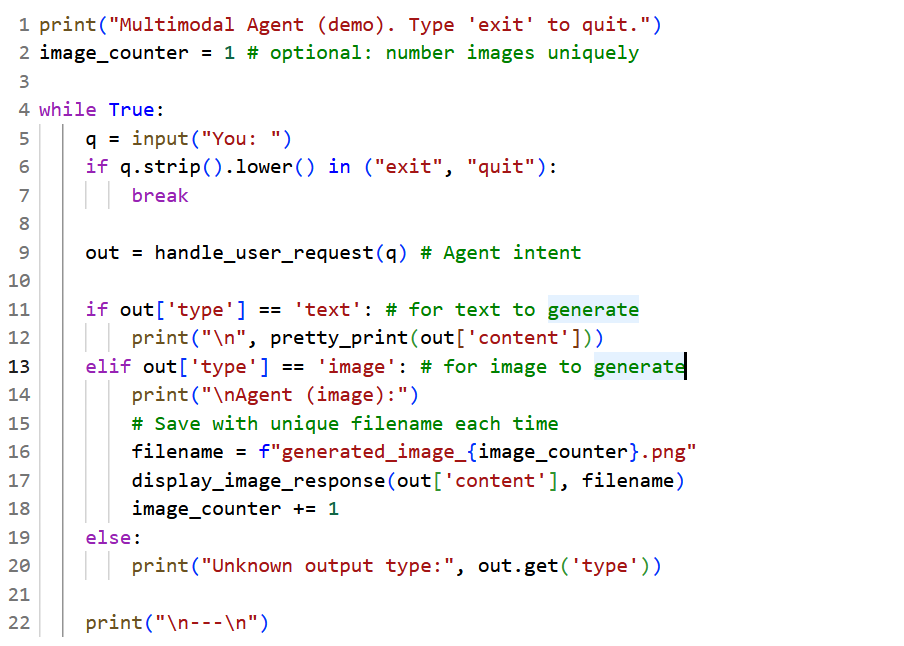 1 print("Multimodal Agent (demo). Type 'exit' to quit.")
2 image_counter = 1 # optional: number images uniquely
3
4 while True:
5     q = input("You: ")
6     if q.strip().lower() in ("exit", "quit"):
7         break
8
9     out = handle_user_request(q) # Agent intent
10
11     if out['type'] == 'text': # for text to generate
12         print("\n", pretty_print(out['content']))
13     elif out['type'] == 'image': # for image to generate
14         print("\nAgent (image):")
15         # Save with unique filename each time
16         filename = f"generated_image_{image_counter}.png"
17         display_image_response(out['content'], filename)
18         image_counter += 1
19     else:
20         print("Unknown output type:", out.get('type'))
21
22     print("\n---\n")